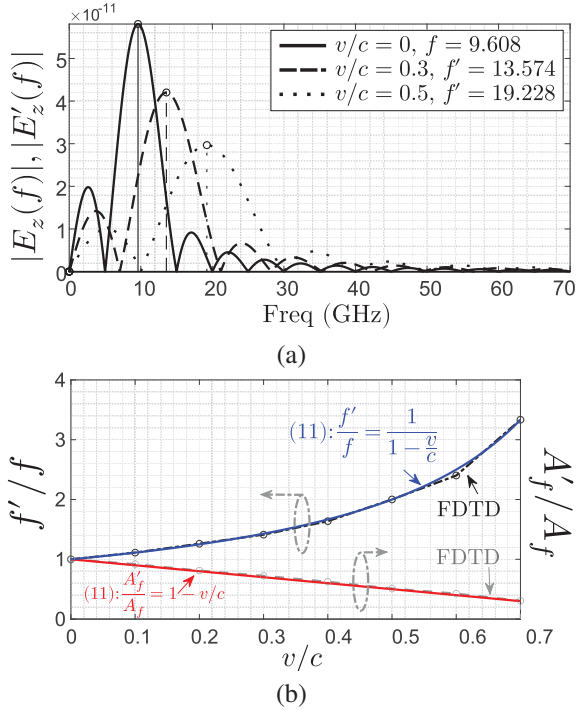 ×10⁻¹¹
|E_z(f)|, |E′_z(f)|
5
4
3
2
1
0
v/c = 0, f = 9.608
v/c = 0.3, f′ = 13.574
v/c = 0.5, f′ = 19.228
0 10 20 30 40 50 60 70
Freq (GHz)
(a)
f′/f
4
3
2
1
0
(11): f′/f = 1/(1 − v/c)
FDTD
FDTD
(11): A′_f/A_f = 1 − v/c
A′_f/A_f
0 0.1 0.2 0.3 0.4 0.5 0.6 0.7
v/c
(b)